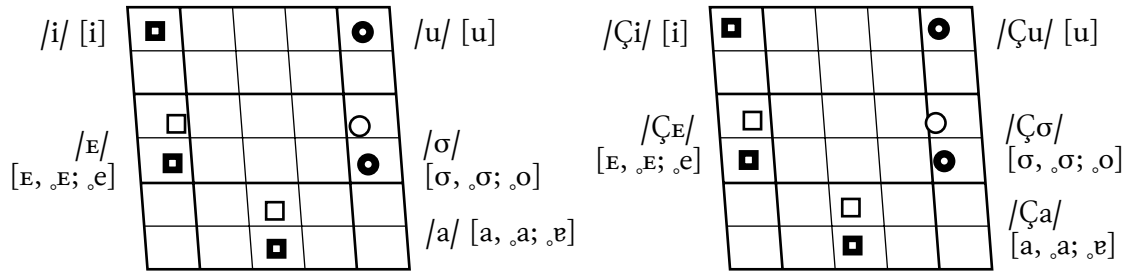 /i/ [i]
/u/ [u]
/ᴇ/
[ᴇ, ˳ᴇ; ˳e]
/σ/
[σ, ˳σ; ˳o]
/a/ [a, ˳a; ˳ɐ]
/Çi/ [i]
/Çu/ [u]
/Çᴇ/
[ᴇ, ˳ᴇ; ˳e]
/Çσ/
[σ, ˳σ; ˳o]
/Ça/
[a, ˳a; ˳ɐ]